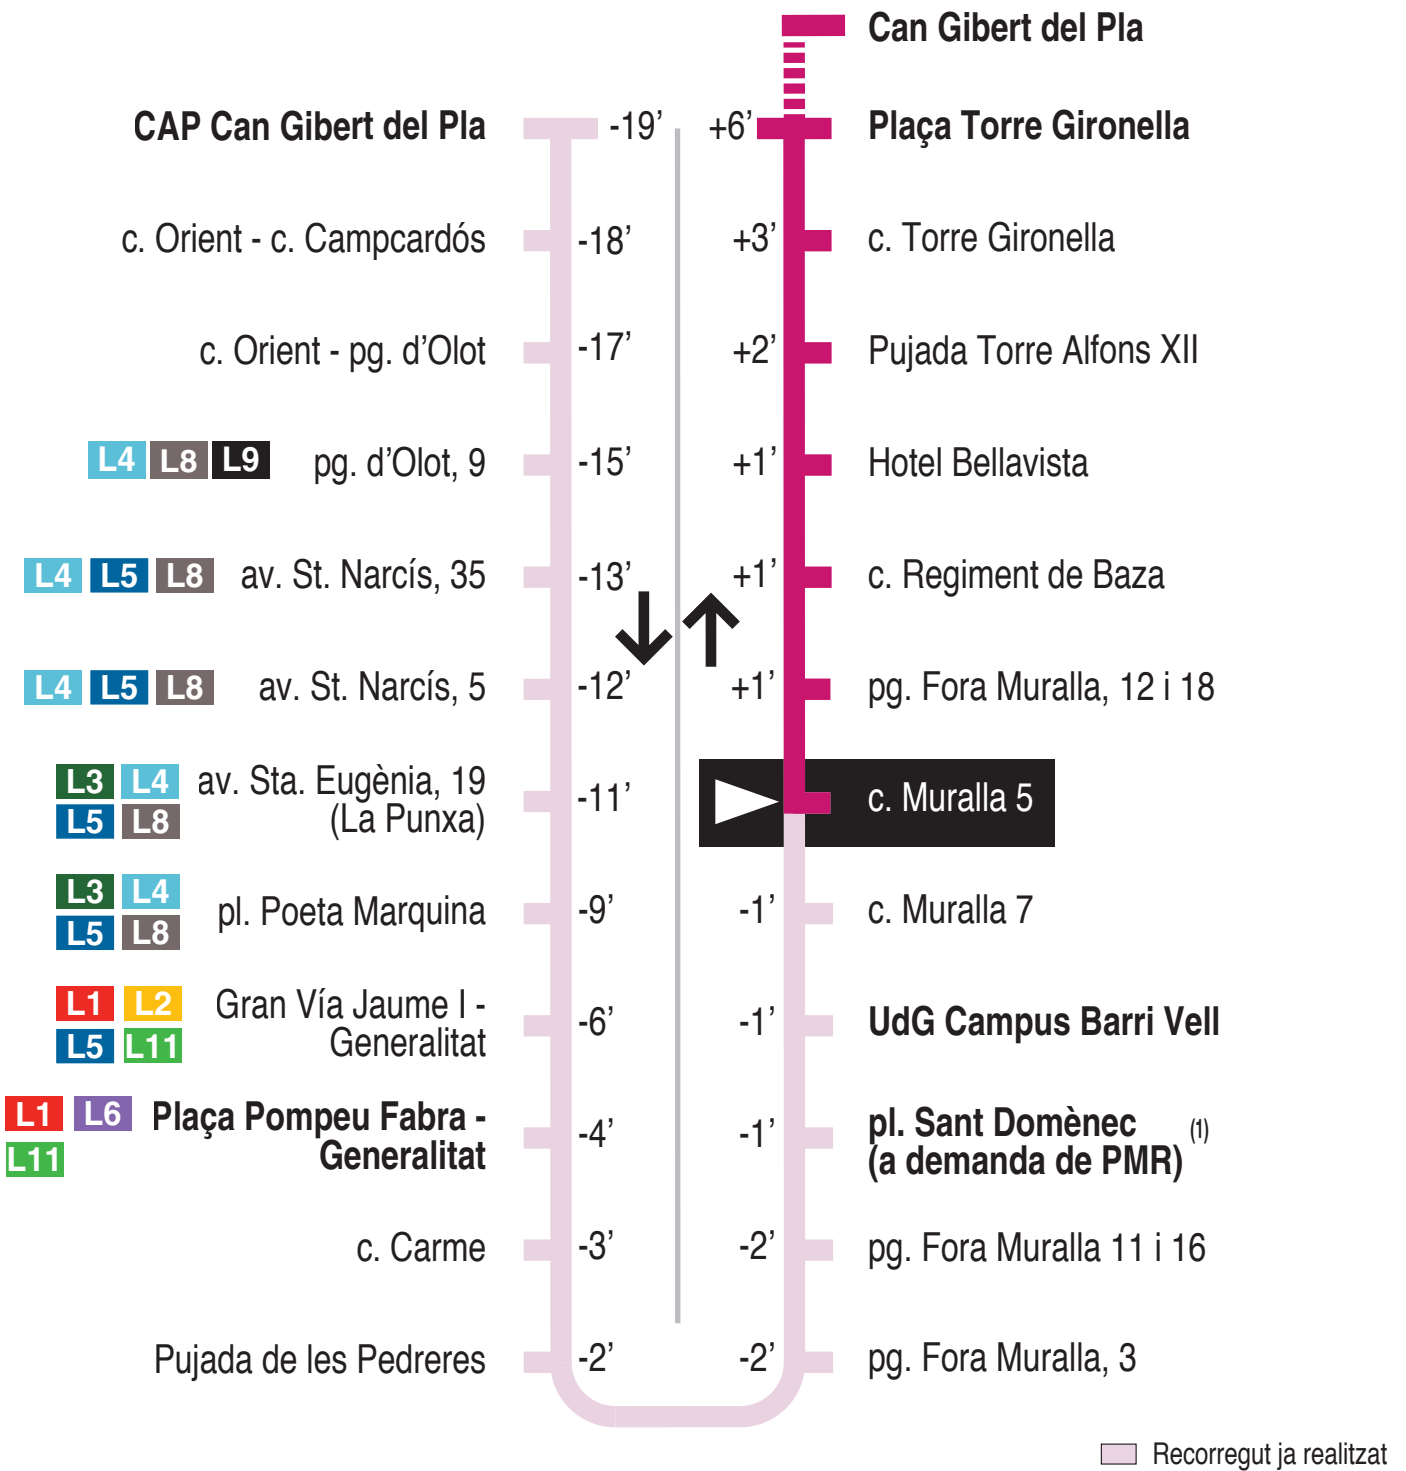 Can Gibert del Pla
CAP Can Gibert del Pla -19’
+6’ Plaça Torre Gironella
c. Orient - c. Campcardós -18’
+3’ c. Torre Gironella
c. Orient - pg. d’Olot -17’
+2’ Pujada Torre Alfons XII
L4 L8 L9 pg. d’Olot, 9 -15’
+1’ Hotel Bellavista
L4 L5 L8 av. St. Narcís, 35 -13’
+1’ c. Regiment de Baza
L4 L5 L8 av. St. Narcís, 5 -12’
+1’ pg. Fora Muralla, 12 i 18
L3 L4 av. Sta. Eugènia, 19
L5 L8 (La Punxa)
-11’
c. Muralla 5
L3 L4
L5 L8
pl. Poeta Marquina -9’
-1’ c. Muralla 7
L1 L2 Gran Vía Jaume I -
L5 L11 Generalitat
-6’
-1’ UdG Campus Barri Vell
L1 L6 Plaça Pompeu Fabra -
L11 Generalitat
-4’
-1’ pl. Sant Domènec (1)
(a demanda de PMR)
c. Carme -3’
-2’ pg. Fora Muralla 11 i 16
Pujada de les Pedreres -2’
-2’ pg. Fora Muralla, 3
Recorregut ja realitzat